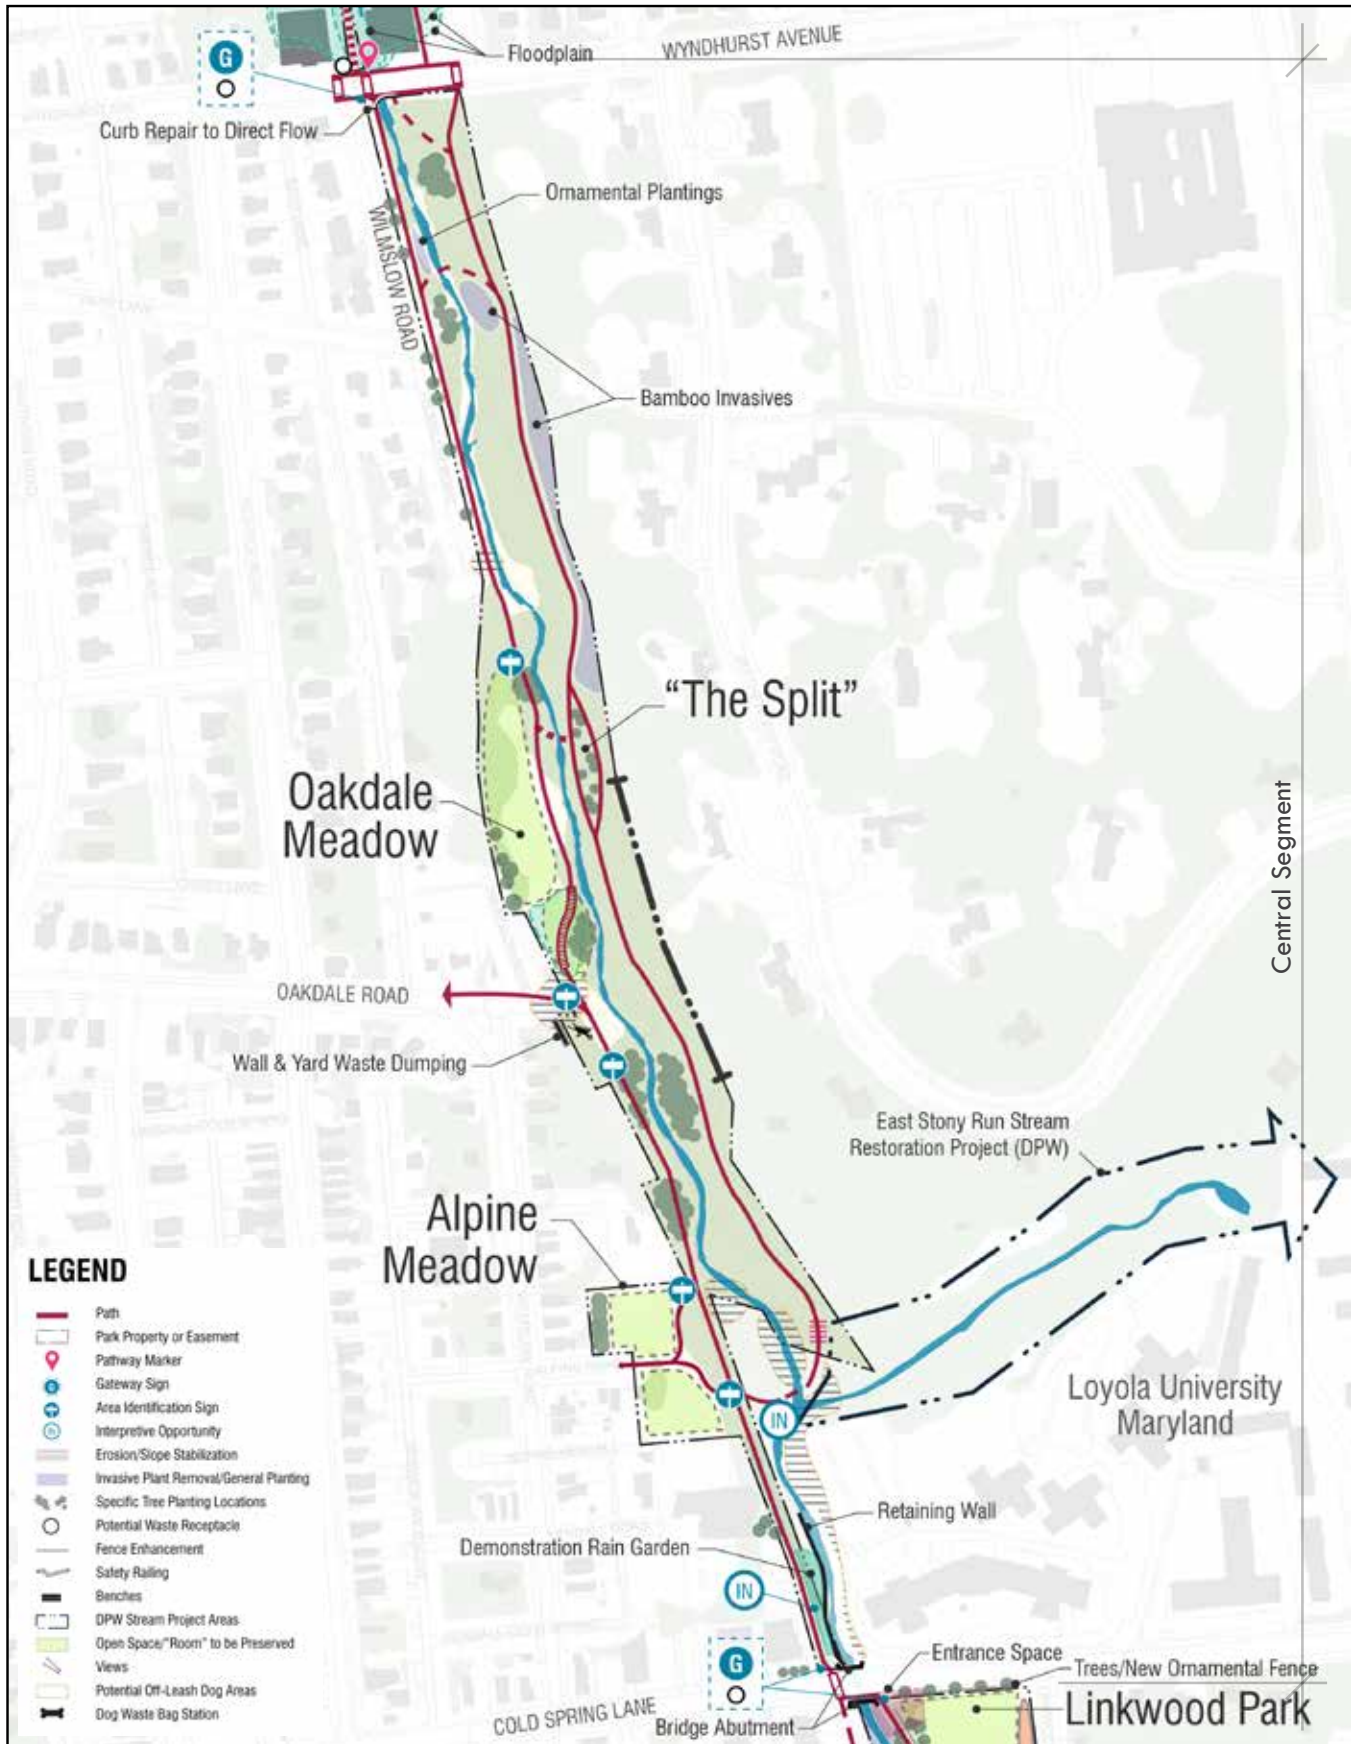 Floodplain
WYNDHURST AVENUE
G
Curb Repair to Direct Flow
Ornamental Plantings
WILMSLOW ROAD
Bamboo Invasives
"The Split"
Oakdale
Meadow
Central Segment
OAKDALE ROAD
Wall & Yard Waste Dumping
East Stony Run Stream
Restoration Project (DPW)
Alpine
Meadow
Loyola University
Maryland
IN
Retaining Wall
Demonstration Rain Garden
IN
G
Entrance Space
Trees/New Ornamental Fence
Linkwood Park
COLD SPRING LANE
Bridge Abutment
LEGEND
Path
Park Property or Easement
Pathway Marker
G Gateway Sign
Area Identification Sign
IN Interpretive Opportunity
Erosion/Slope Stabilization
Invasive Plant Removal/General Planting
Specific Tree Planting Locations
Potential Waste Receptacle
Fence Enhancement
Safety Railing
Benches
DPW Stream Project Areas
Open Space/"Room" to be Preserved
Views
Potential Off-Leash Dog Areas
Dog Waste Bag Station